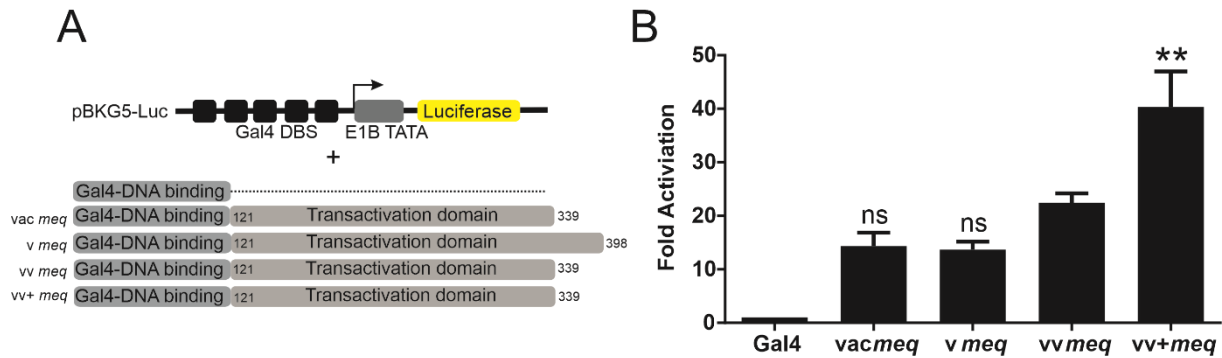 A
pBKG5-Luc
Luciferase
Gal4 DBS E1B TATA
+
Gal4-DNA binding
vac meq Gal4-DNA binding 121 Transactivation domain 339
v meq Gal4-DNA binding 121 Transactivation domain 398
vv meq Gal4-DNA binding 121 Transactivation domain 339
vv+ meq Gal4-DNA binding 121 Transactivation domain 339
B
Fold Activiation
50
40
30
20
10
0
ns
ns
**
Gal4 vacmeq v meq vvmeq vv+meq